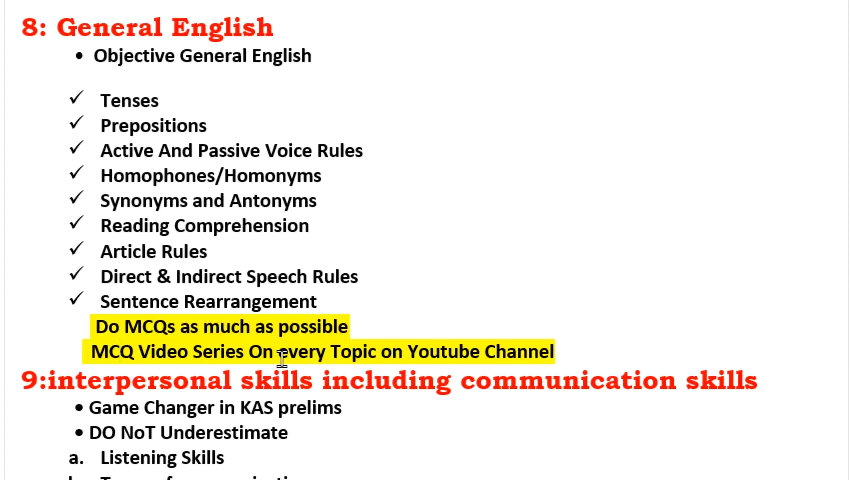 8: General English
• Objective General English
✓ Tenses
✓ Prepositions
✓ Active And Passive Voice Rules
✓ Homophones/Homonyms
✓ Synonyms and Antonyms
✓ Reading Comprehension
✓ Article Rules
✓ Direct & Indirect Speech Rules
✓ Sentence Rearrangement
Do MCQs as much as possible
MCQ Video Series On Every Topic on Youtube Channel
9:interpersonal skills including communication skills
• Game Changer in KAS prelims
• DO NoT Underestimate
a. Listening Skills